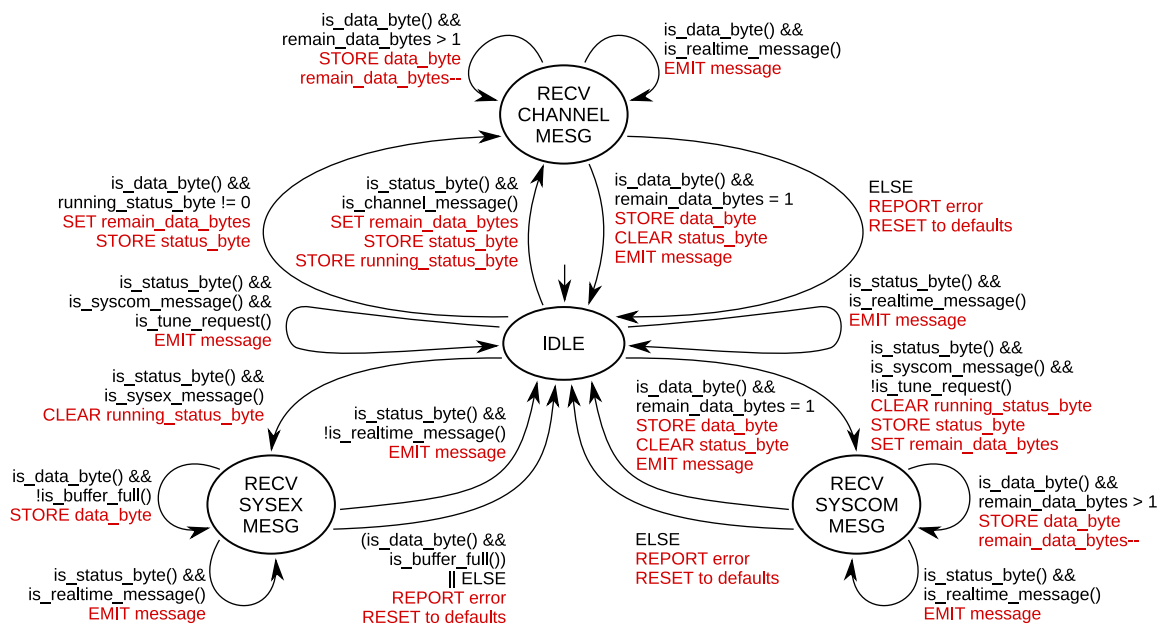 is_data_byte() &&
remain_data_bytes > 1
STORE data_byte
remain_data_bytes--
is_data_byte() &&
is_realtime_message()
EMIT message
RECV
CHANNEL
MESG
is_data_byte() &&
running_status_byte != 0
SET remain_data_bytes
STORE status_byte
is_status_byte() &&
is_channel_message()
SET remain_data_bytes
STORE status_byte
STORE running_status_byte
is_data_byte() &&
remain_data_bytes = 1
STORE data_byte
CLEAR status_byte
EMIT message
ELSE
REPORT error
RESET to defaults
is_status_byte() &&
is_syscom_message() &&
is_tune_request()
EMIT message
IDLE
is_status_byte() &&
is_realtime_message()
EMIT message
is_status_byte() &&
is_sysex_message()
CLEAR running_status_byte
is_status_byte() &&
!is_realtime_message()
EMIT message
is_data_byte() &&
remain_data_bytes = 1
STORE data_byte
CLEAR status_byte
EMIT message
is_status_byte() &&
is_syscom_message() &&
!is_tune_request()
CLEAR running_status_byte
STORE status_byte
SET remain_data_bytes
is_data_byte() &&
!is_buffer_full()
STORE data_byte
RECV
SYSEX
MESG
RECV
SYSCOM
MESG
is_data_byte() &&
remain_data_bytes > 1
STORE data_byte
remain_data_bytes--
is_status_byte() &&
is_realtime_message()
EMIT message
(is_data_byte() &&
is_buffer_full())
|| ELSE
REPORT error
RESET to defaults
ELSE
REPORT error
RESET to defaults
is_status_byte() &&
is_realtime_message()
EMIT message